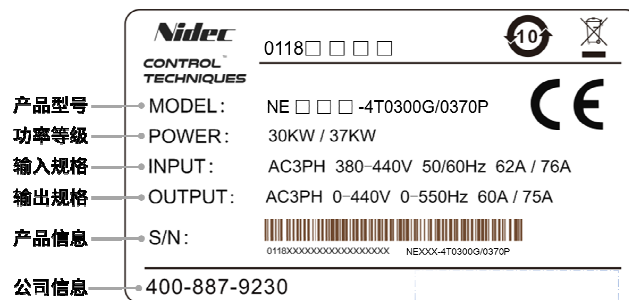 Nidec
CONTROL
TECHNIQUES
0118□ □ □ □
10
产品型号 MODEL: NE □ □ □ -4T0300G/0370P
CE
功率等级 POWER: 30KW / 37KW
输入规格 INPUT: AC3PH 380-440V 50/60Hz 62A / 76A
输出规格 OUTPUT: AC3PH 0-440V 0-550Hz 60A / 75A
产品信息 S/N:
0118XXXXXXXXXXXXXXXXXX NEXXX-4T0300G/0370P
公司信息 400-887-9230